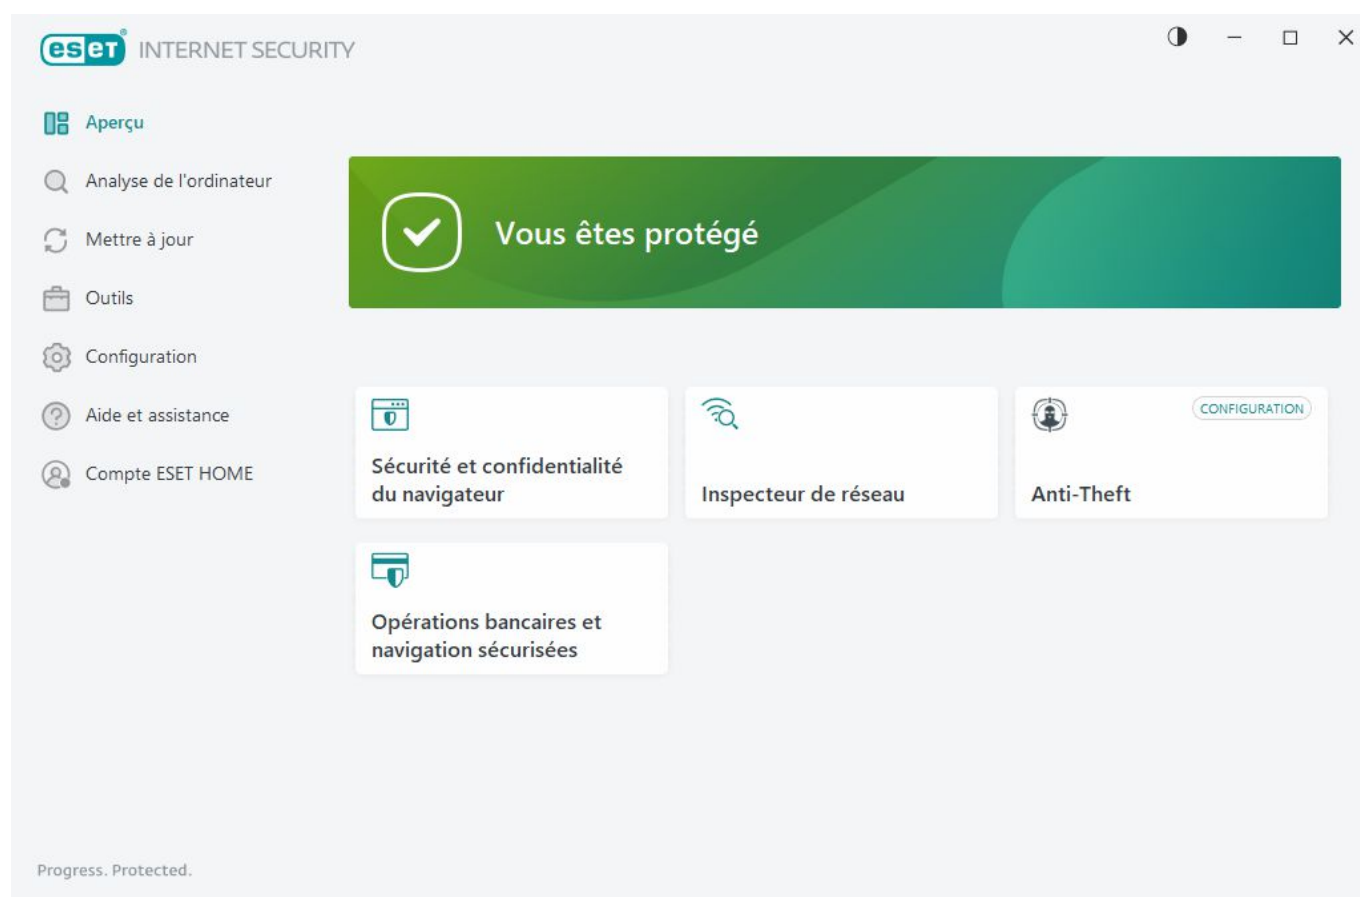 eseT® INTERNET SECURITY
Aperçu
Analyse de l'ordinateur
Mettre à jour
Outils
Configuration
Aide et assistance
Compte ESET HOME
Vous êtes protégé
Sécurité et confidentialité
du navigateur
Inspecteur de réseau
CONFIGURATION
Anti-Theft
Opérations bancaires et
navigation sécurisées
Progress. Protected.